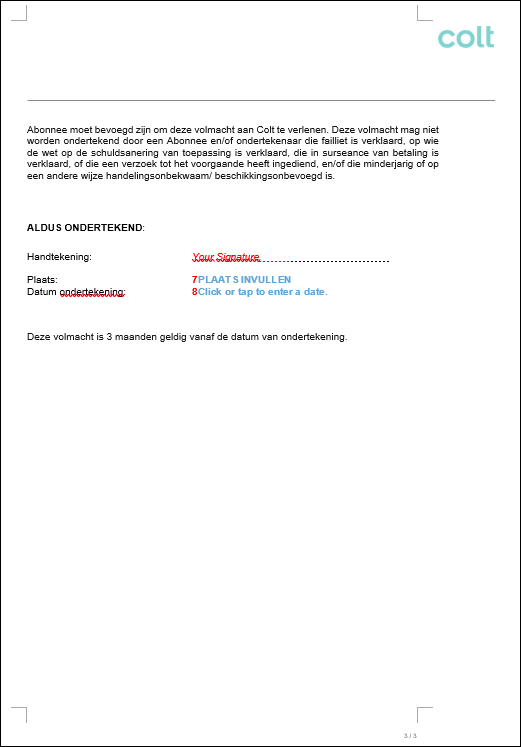 colt
Abonnee moet bevoegd zijn om deze volmacht aan Colt te verlenen. Deze volmacht mag niet
worden ondertekend door een Abonnee en/of ondertekenaar die failliet is verklaard, op wie
de wet op de schuldsanering van toepassing is verklaard, die in surseance van betaling is
verklaard, of die een verzoek tot het voorgaande heeft ingediend, en/of die minderjarig of op
een andere wijze handelingsonbekwaam/ beschikkingsonbevoegd is.
ALDUS ONDERTEKEND:
Handtekening: Your Signature
Plaats: 7PLAATS INVULLEN
Datum ondertekening: 8Click or tap to enter a date.
Deze volmacht is 3 maanden geldig vanaf de datum van ondertekening.
3 / 3